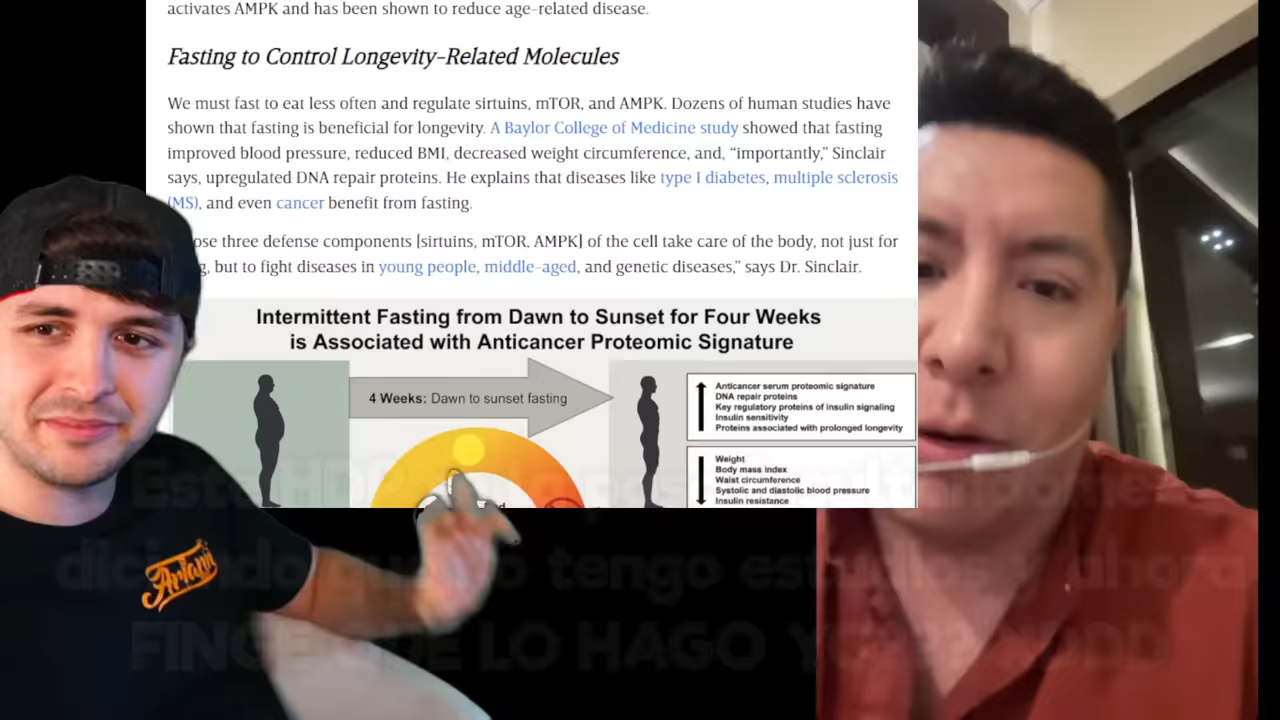 activates AMPK and has been shown to reduce age-related disease.
Fasting to Control Longevity-Related Molecules
We must fast to eat less often and regulate sirtuins, mTOR, and AMPK. Dozens of human studies have
shown that fasting is beneficial for longevity. A Baylor College of Medicine study showed that fasting
improved blood pressure, reduced BMI, decreased weight circumference, and, “importantly,” Sinclair
says, upregulated DNA repair proteins. He explains that diseases like type I diabetes, multiple sclerosis
(MS), and even cancer benefit from fasting.
ose three defense components [sirtuins, mTOR, AMPK] of the cell take care of the body, not just for
g, but to fight diseases in young people, middle-aged, and genetic diseases,” says Dr. Sinclair.
Intermittent Fasting from Dawn to Sunset for Four Weeks
is Associated with Anticancer Proteomic Signature
4 Weeks: Dawn to sunset fasting
Anticancer serum proteomic signature
DNA repair proteins
Key regulatory proteins of insulin signaling
Insulin sensitivity
Proteins associated with prolonged longevity
Weight
Body mass index
Waist circumference
Systolic and diastolic blood pressure
Insulin resistance
Artann
tengo
LO HAGO